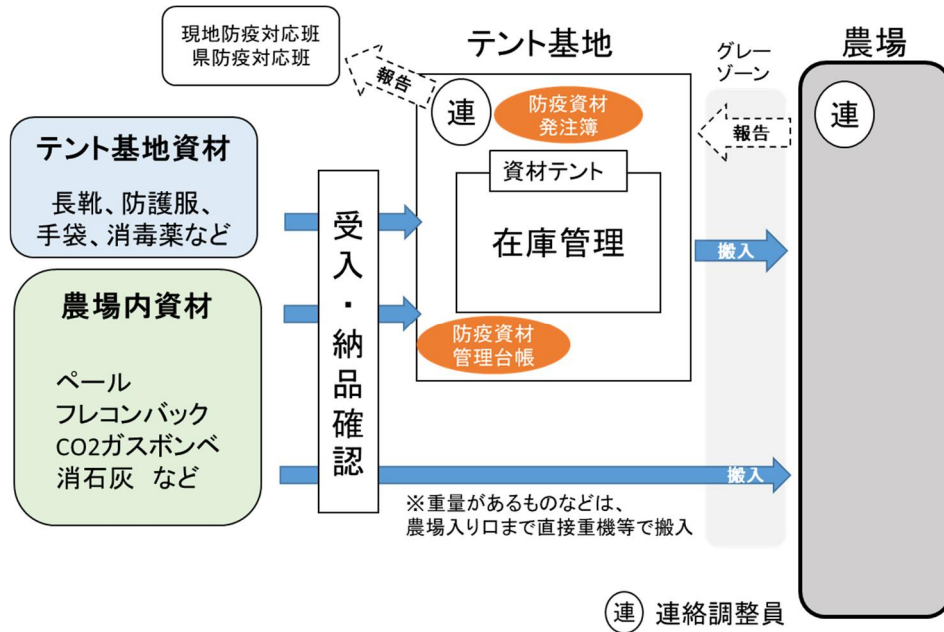 現地防疫対応班
県防疫対応班
報告
テント基地
グレー
ゾーン
農場
連
防疫資材
発注簿
連
報告
テント基地資材
長靴、防護服、
手袋、消毒薬など
資材テント
在庫管理
受入・納品確認
搬入
農場内資材
ペール
フレコンバック
CO2ガスボンベ
消石灰 など
防疫資材
管理台帳
搬入
※重量があるものなどは、
農場入り口まで直接重機等で搬入
連 連絡調整員